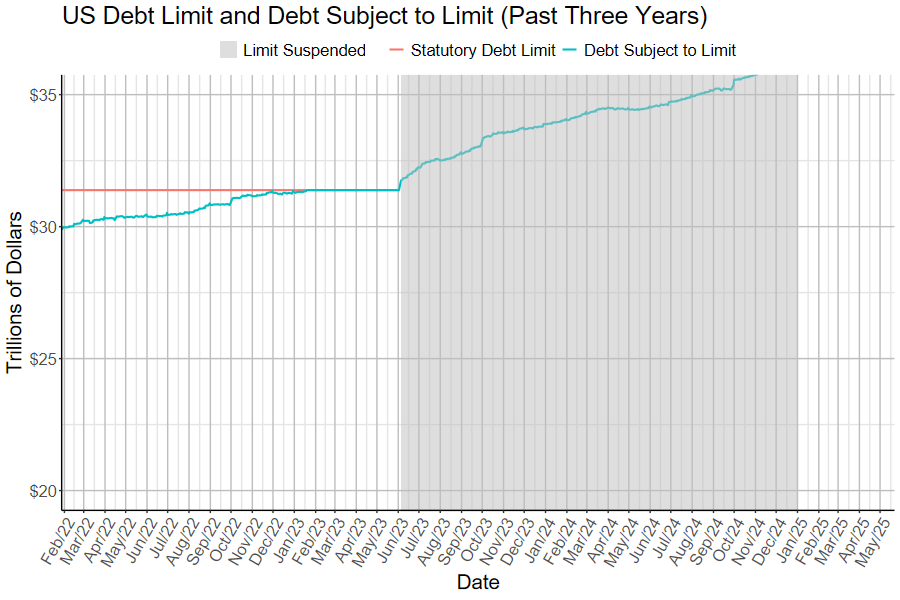 US Debt Limit and Debt Subject to Limit (Past Three Years)
Limit Suspended Statutory Debt Limit Debt Subject to Limit
Trillions of Dollars
$35
$30
$25
$20
Feb/22 Mar/22 Apr/22 May/22 Jun/22 Jul/22 Aug/22 Sep/22 Oct/22 Nov/22 Dec/22 Jan/23 Feb/23 Mar/23 Apr/23 May/23 Jun/23 Jul/23 Aug/23 Sep/23 Oct/23 Nov/23 Dec/23 Jan/24 Feb/24 Mar/24 Apr/24 May/24 Jun/24 Jul/24 Aug/24 Sep/24 Oct/24 Nov/24 Dec/24 Jan/25 Feb/25 Mar/25 Apr/25 May/25
Date